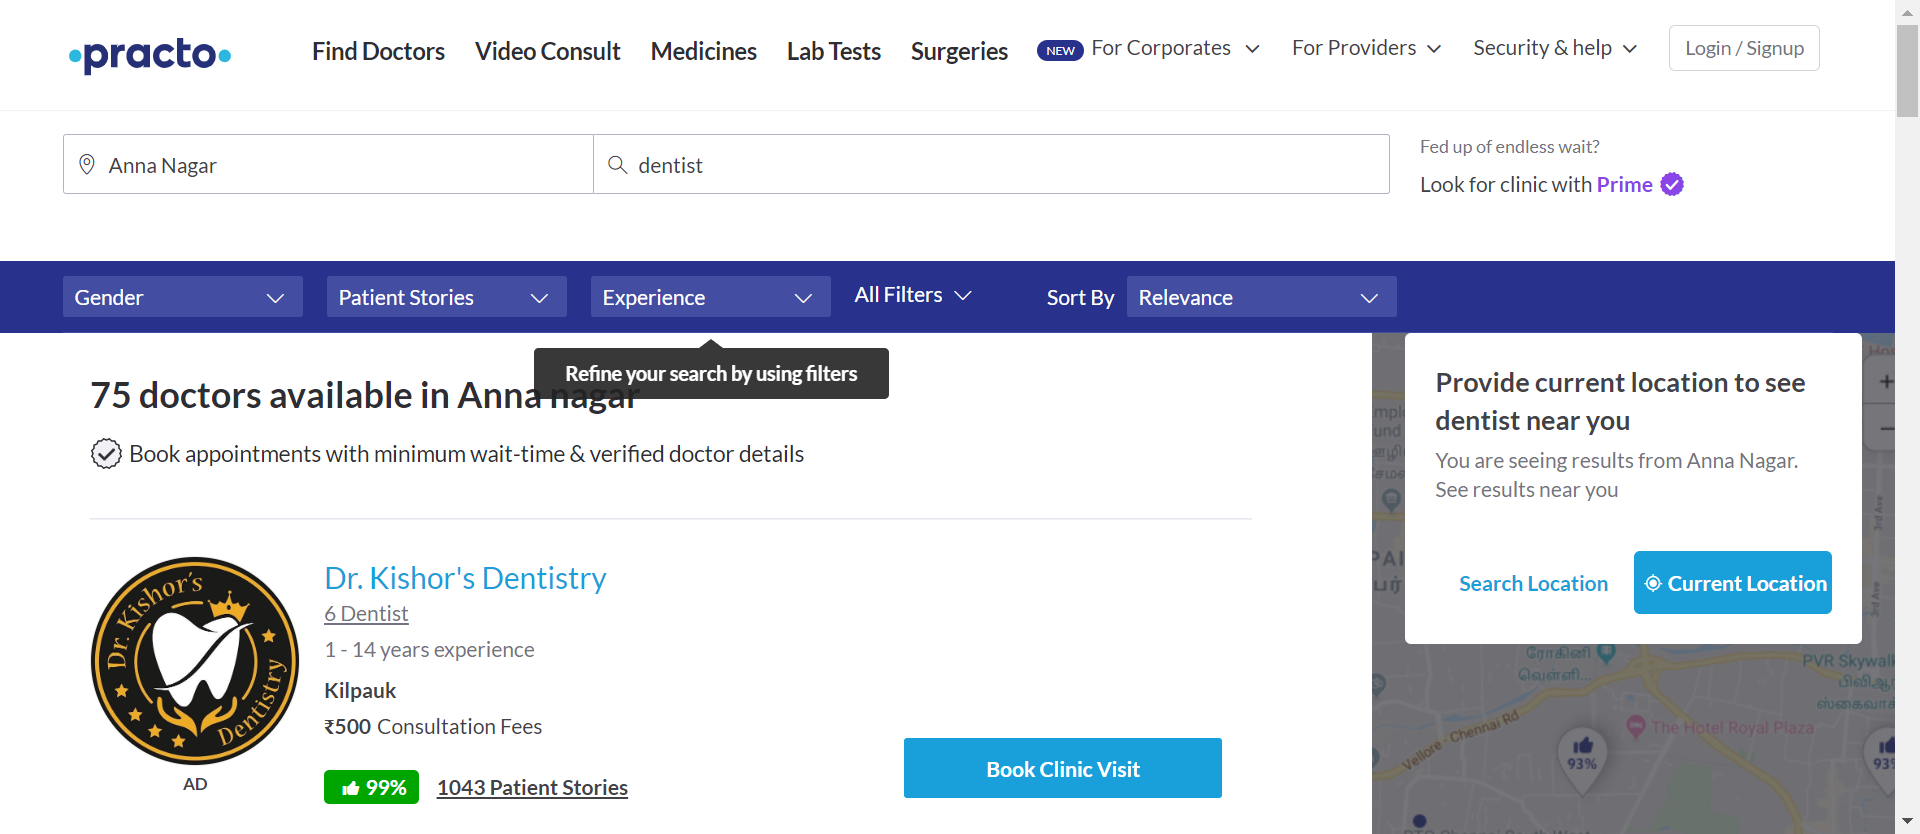 practo
Find Doctors
Video Consult
Medicines
Lab Tests
Surgeries
NEW For Corporates
For Providers
Security & help
Login / Signup
Anna Nagar
dentist
Fed up of endless wait?
Look for clinic with Prime
Gender
Patient Stories
Experience
All Filters
Sort By
Relevance
Refine your search by using filters
75 doctors available in Anna nagar
Book appointments with minimum wait-time & verified doctor details
Dr. Kishor's Dentistry
AD
Dr. Kishor's Dentistry
6 Dentist
1 - 14 years experience
Kilpauk
₹500 Consultation Fees
99%
1043 Patient Stories
Book Clinic Visit
Provide current location to see
dentist near you
You are seeing results from Anna Nagar.
See results near you
Search Location
Current Location
3rd Ave
3rd Ave
ரோகினி
வெள்ளி...
PVR Skywalk
Vellore - Chennai Rd
The Hotel Royal Plaza
93%